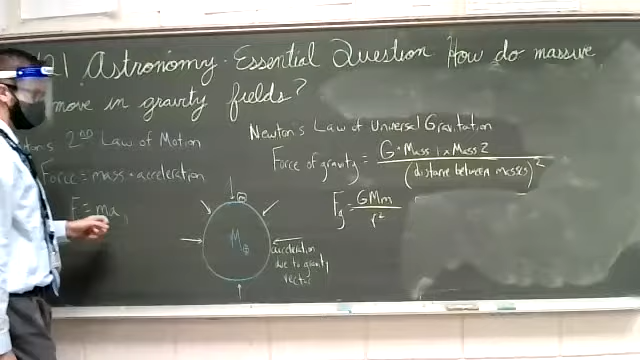 21 Astronomy Essential Question How do massive
move in gravity fields?
2ND Law of Motion
Force = mass • acceleration
F = ma
Newton's Law of Universal Gravitation
Force of gravity = G • Mass 1 x Mass 2
(distance between masses)²
Fg = GMm
r²
m
M⊕
acceleration
due to gravity
vector